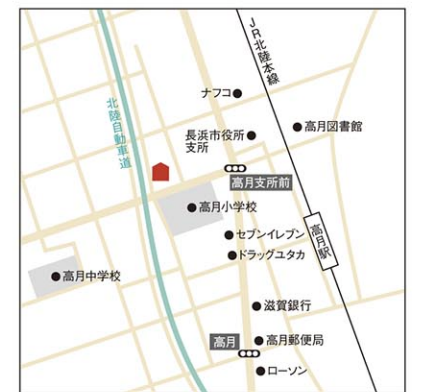 JR北陸本線
ナフコ
高月図書館
長浜市役所
支所
北陸自動車道
高月支所前
高月小学校
セブンイレブン
高月駅
ドラッグユタカ
高月中学校
滋賀銀行
高月
高月郵便局
ローソン